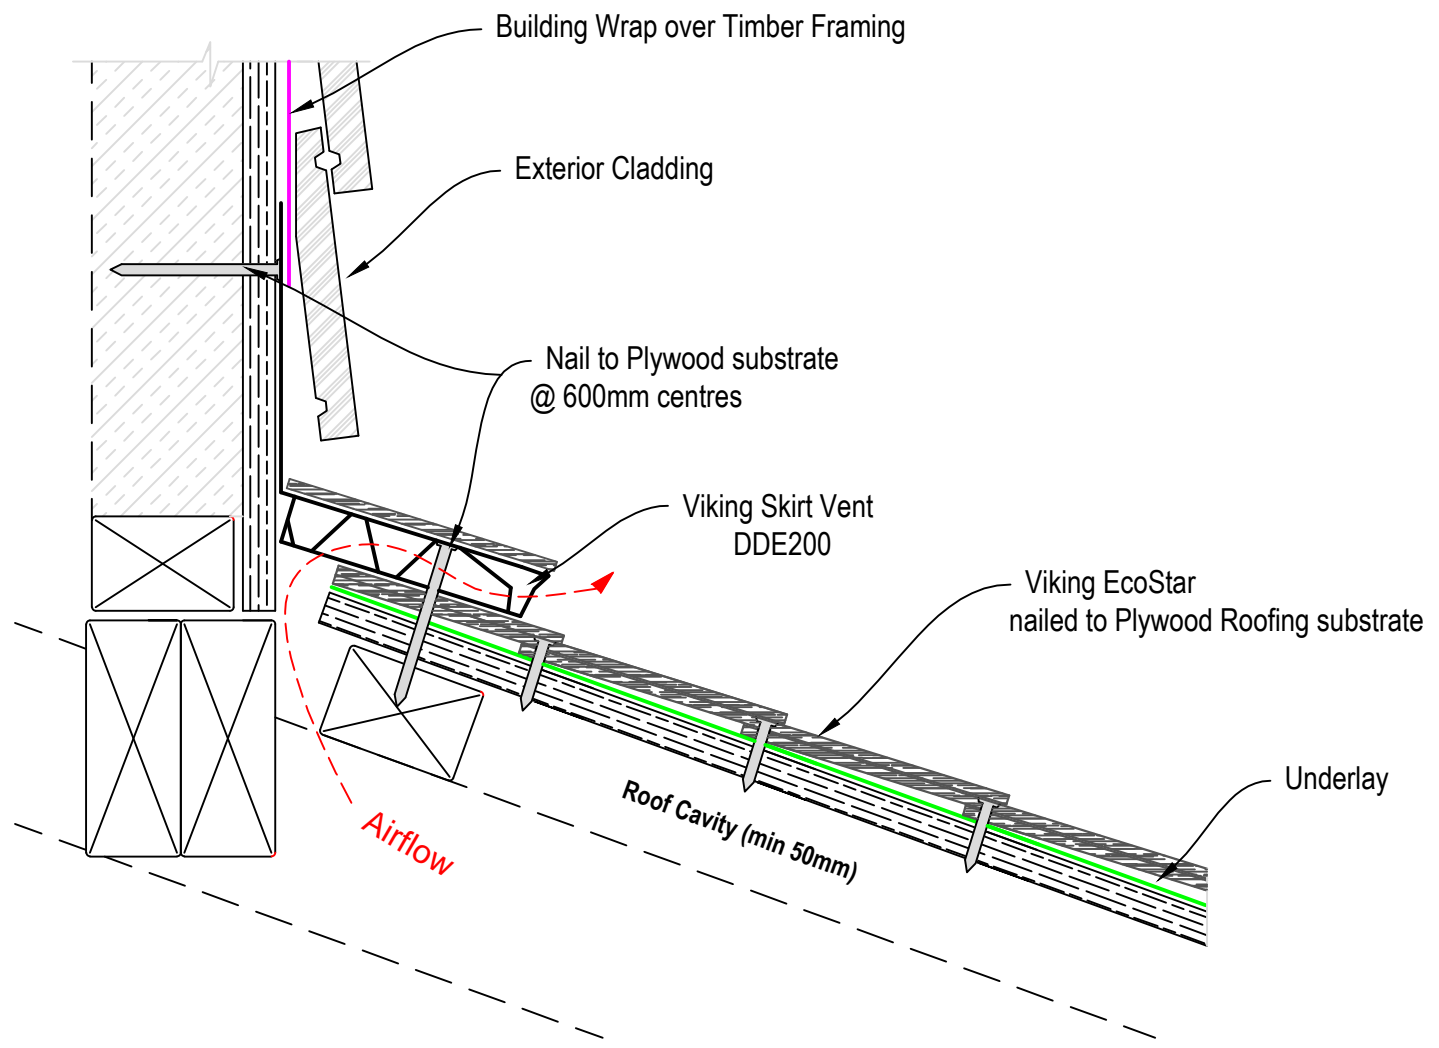 Building Wrap over Timber Framing
Exterior Cladding
Nail to Plywood substrate
@ 600mm centres
Viking Skirt Vent
DDE200
Viking EcoStar
nailed to Plywood Roofing substrate
Underlay
Roof Cavity (min 50mm)
Airflow